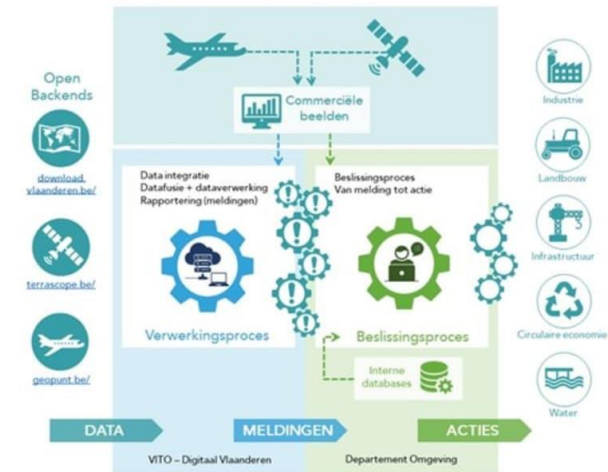 Open
Backends
download.
vlaanderen.be/
terrascope.be/
geopunt.be/
Commerciële
beelden
Data integratie
Datafusie + dataverwerking
Rapportering (meldingen)
Verwerkingsproces
Beslissingsproces
Van melding tot actie
Beslissingsproces
Interne
databases
Industrie
Landbouw
Infrastructuur
Circulaire economie
Water
DATA
MELDINGEN
ACTIES
VITO – Digitaal Vlaanderen
Departement Omgeving